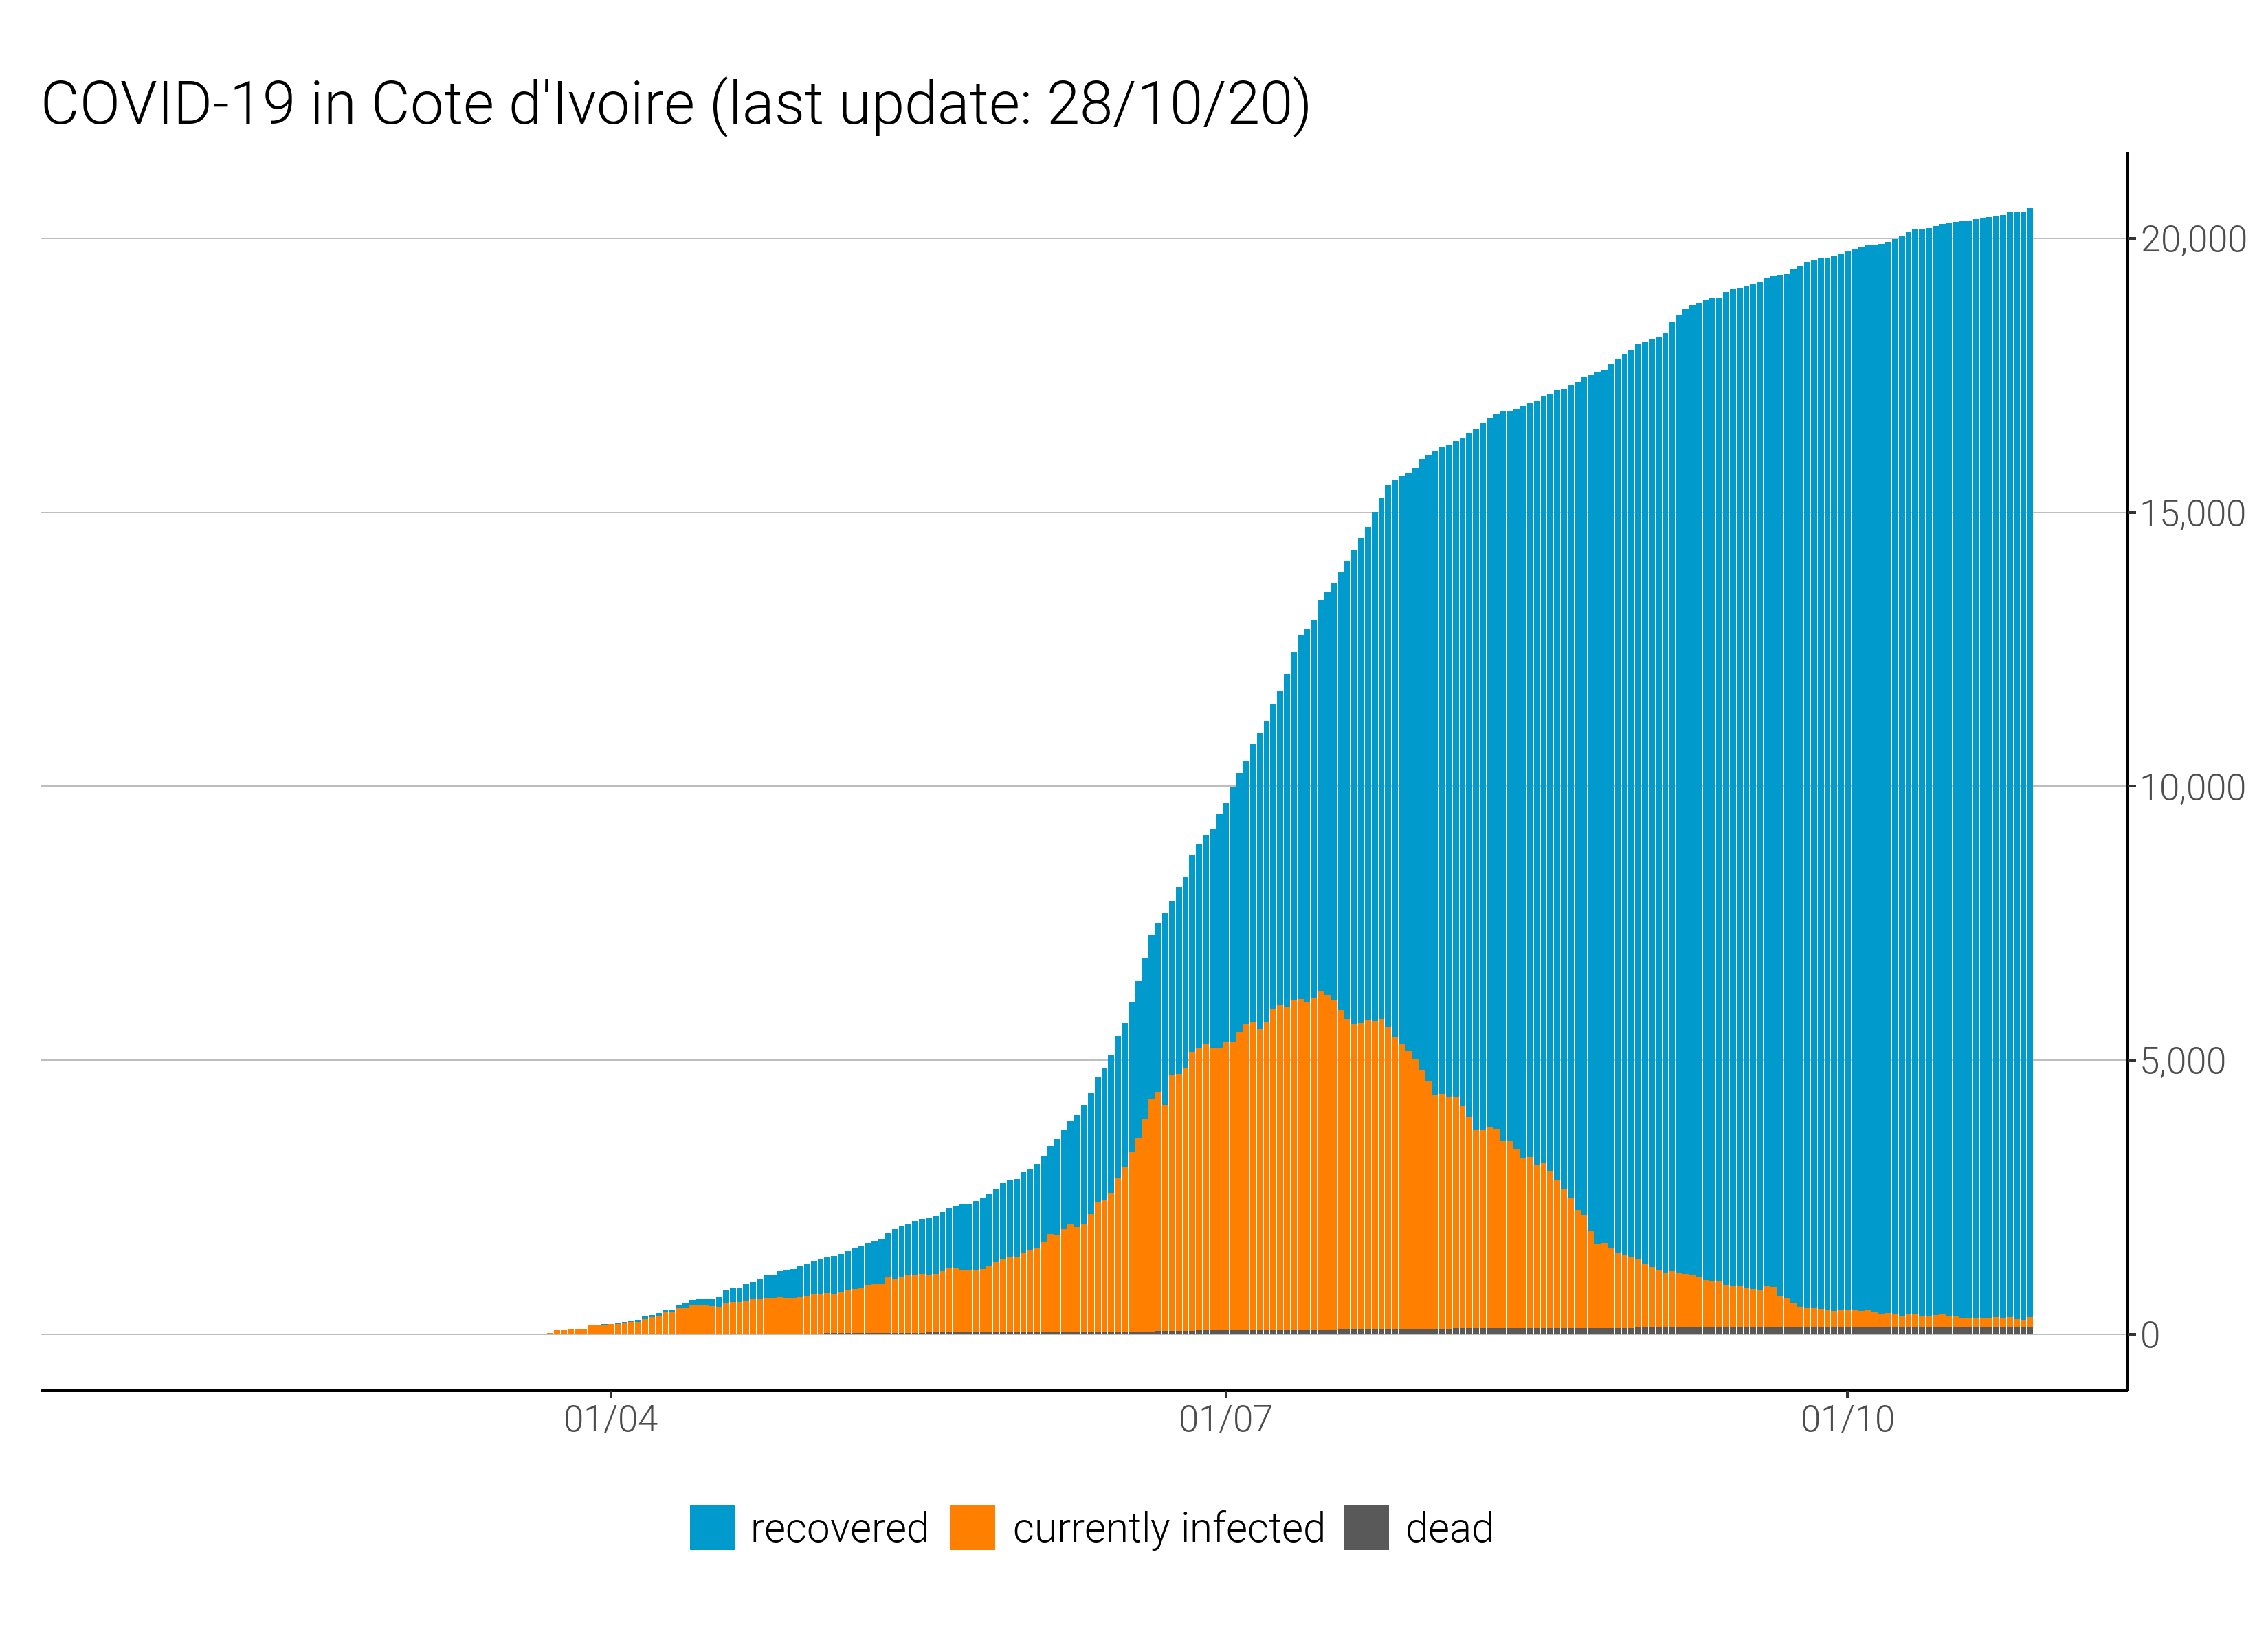 COVID-19 in Cote d'Ivoire (last update: 28/10/20)
20,000
15,000
10,000
5,000
0
01/04 01/07 01/10
recovered currently infected dead